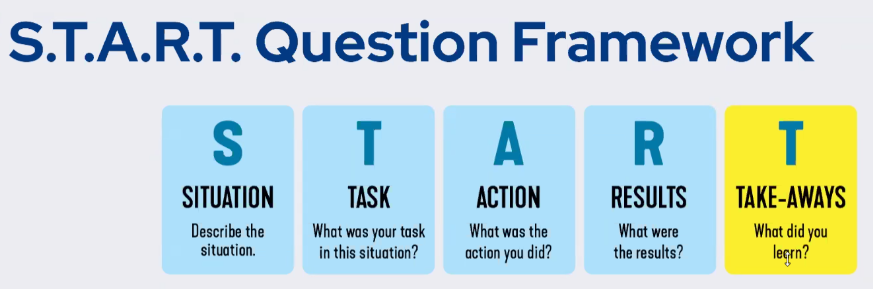 S.T.A.R.T. Question Framework
S
SITUATION
Describe the
situation.
T
TASK
What was your task
in this situation?
A
ACTION
What was the
action you did?
R
RESULTS
What were
the results?
T
TAKE-AWAYS
What did you
learn?